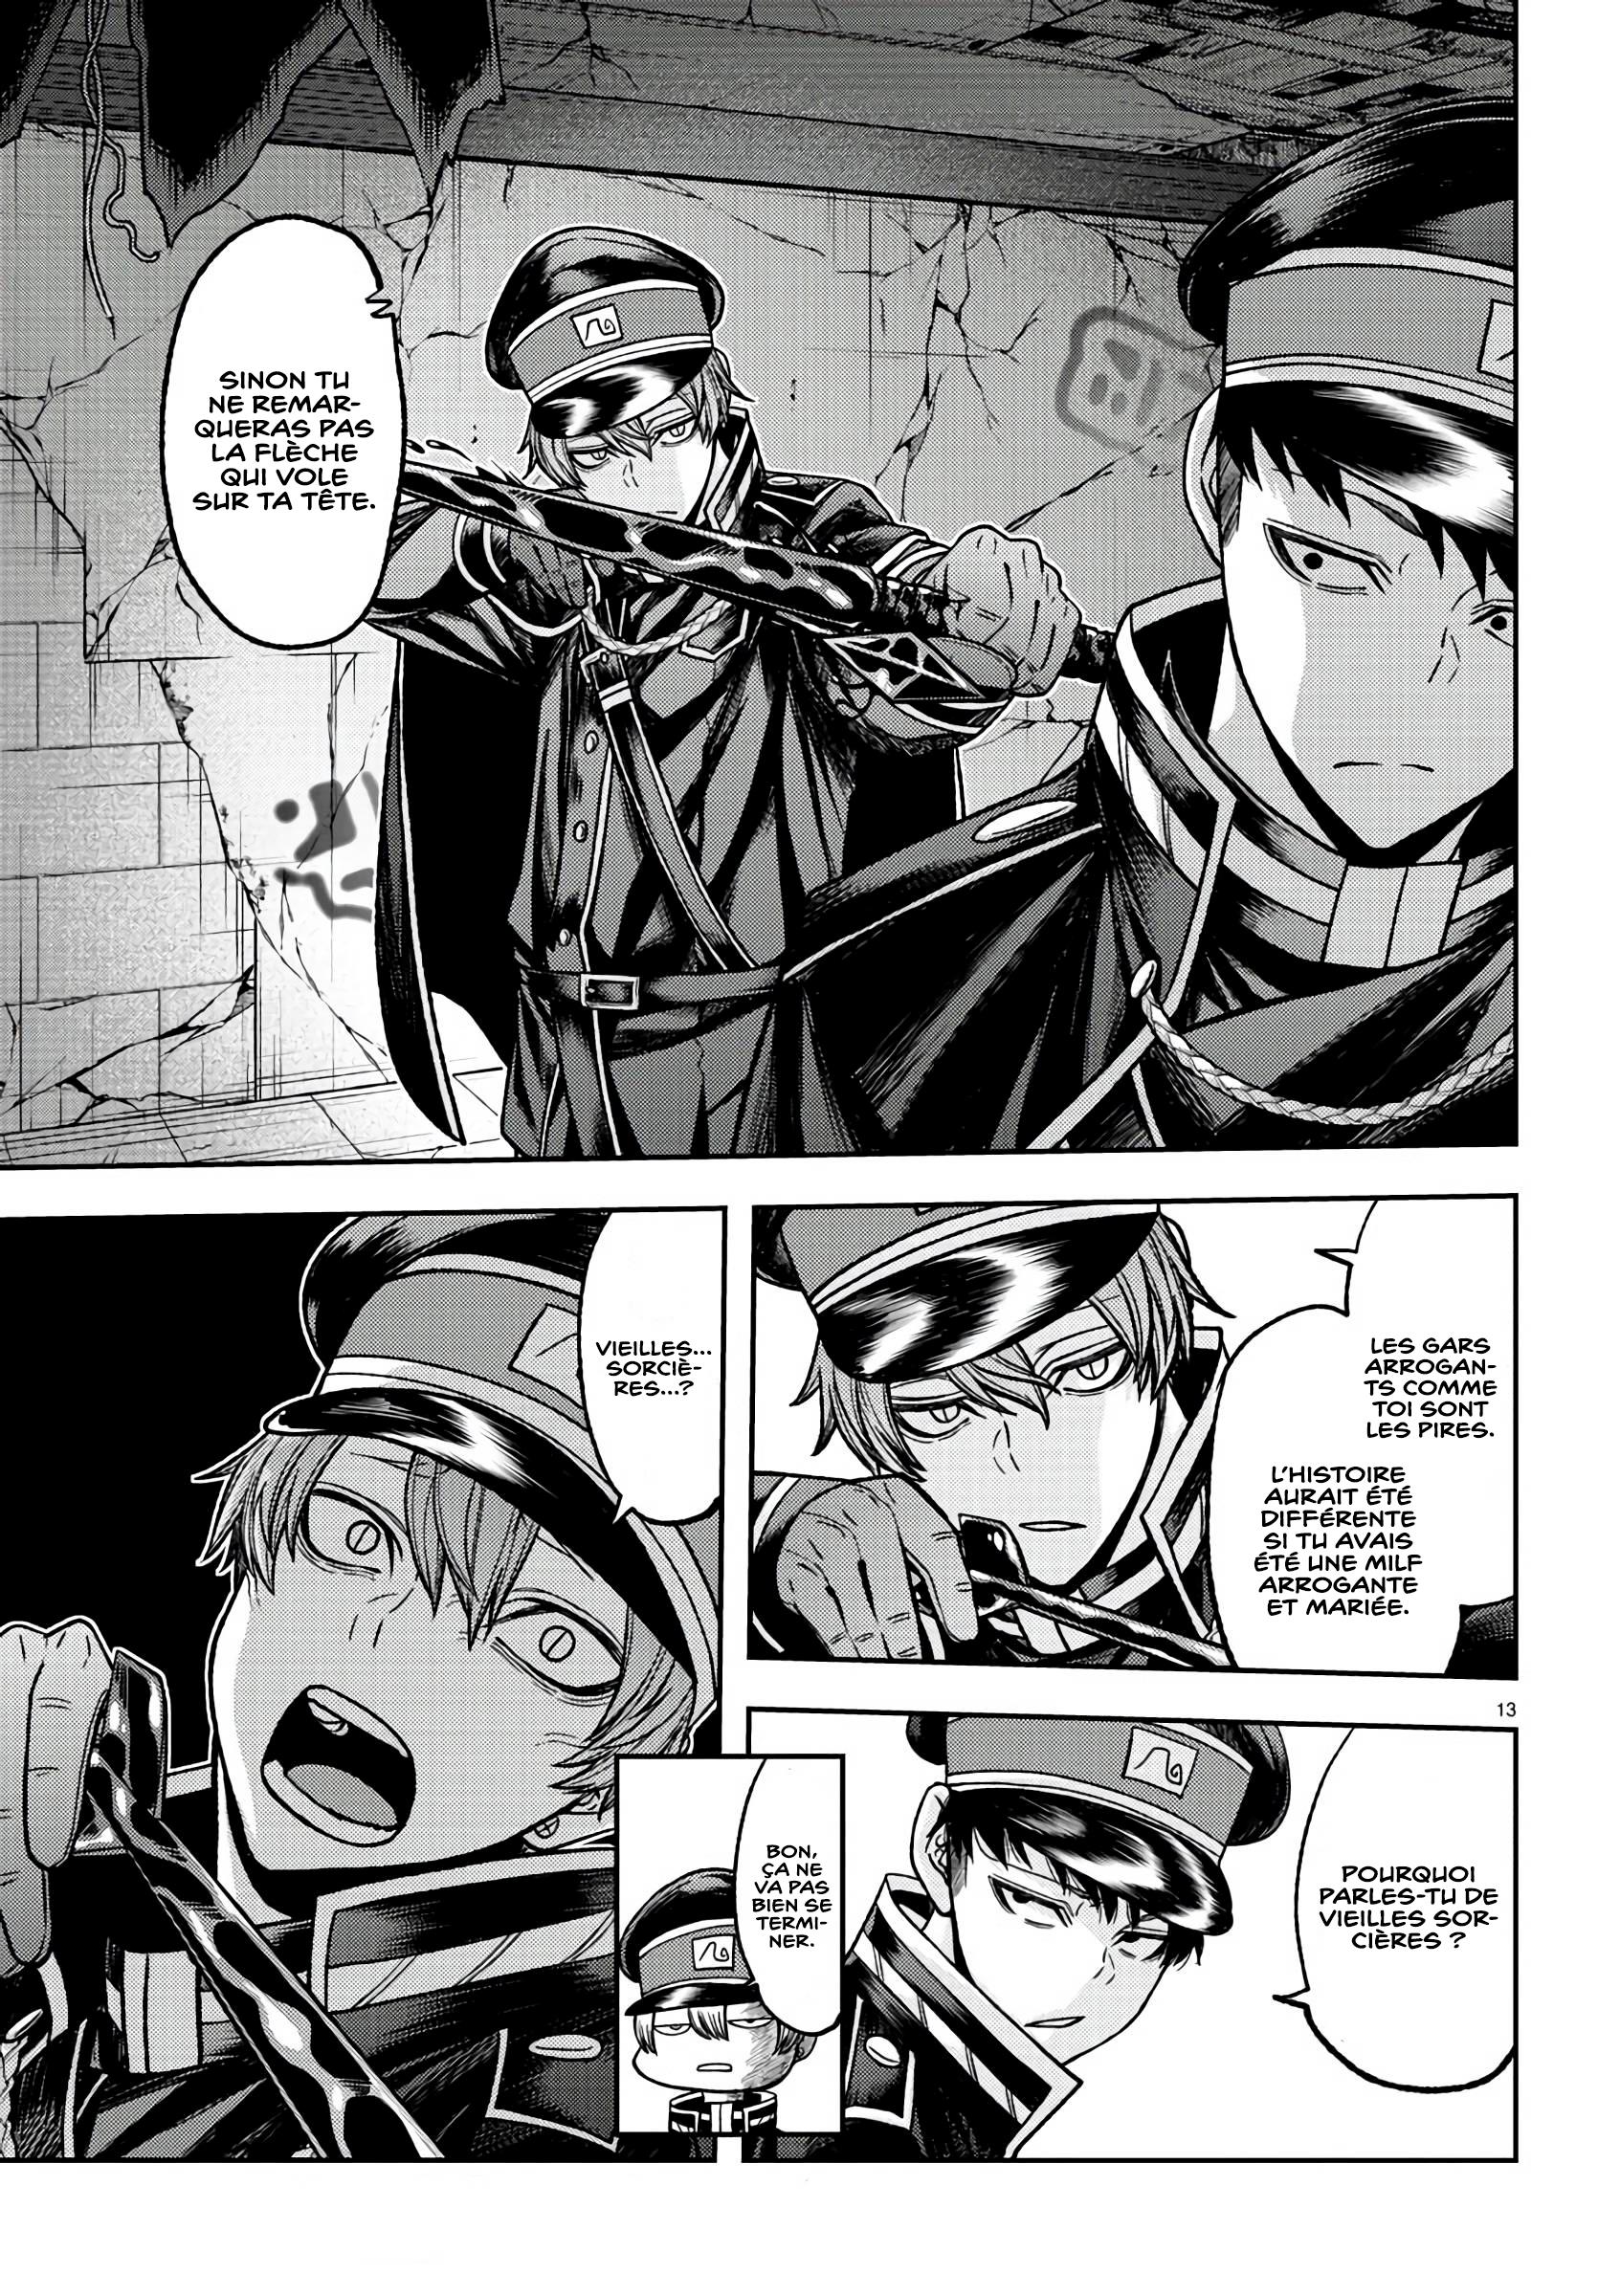 SINON TU
NE REMAR-
QUERAS PAS
LA FLÈCHE
QUI VOLE
SUR TA TÊTE.
LES GARS
ARROGAN-
TS COMME
TOI SONT
LES PIRES.
L'HISTOIRE
AURAIT ÉTÉ
DIFFÉRENTE
SI TU AVAIS
ÉTÉ UNE MILF
ARROGANTE
ET MARIÉE.
13
POURQUOI
PARLES-TU DE
VIEILLES SOR-
CIÈRES ?
BON,
ÇA NE
VA PAS
BIEN SE
TERMI-
NER.
VIEILLES...
SORCIÈ-
RES...?